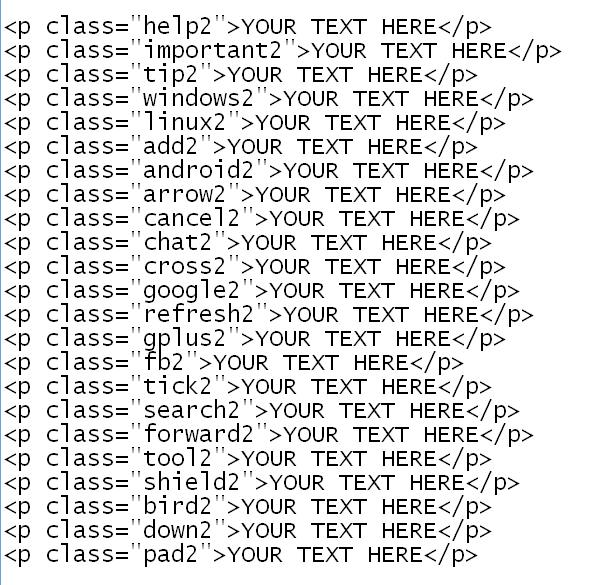 <p class="help2">YOUR TEXT HERE</p>
<p class="important2">YOUR TEXT HERE</p>
<p class="tip2">YOUR TEXT HERE</p>
<p class="windows2">YOUR TEXT HERE</p>
<p class="linux2">YOUR TEXT HERE</p>
<p class="add2">YOUR TEXT HERE</p>
<p class="android2">YOUR TEXT HERE</p>
<p class="arrow2">YOUR TEXT HERE</p>
<p class="cancel2">YOUR TEXT HERE</p>
<p class="chat2">YOUR TEXT HERE</p>
<p class="cross2">YOUR TEXT HERE</p>
<p class="google2">YOUR TEXT HERE</p>
<p class="refresh2">YOUR TEXT HERE</p>
<p class="gplus2">YOUR TEXT HERE</p>
<p class="fb2">YOUR TEXT HERE</p>
<p class="tick2">YOUR TEXT HERE</p>
<p class="search2">YOUR TEXT HERE</p>
<p class="forward2">YOUR TEXT HERE</p>
<p class="tool2">YOUR TEXT HERE</p>
<p class="shield2">YOUR TEXT HERE</p>
<p class="bird2">YOUR TEXT HERE</p>
<p class="down2">YOUR TEXT HERE</p>
<p class="pad2">YOUR TEXT HERE</p>